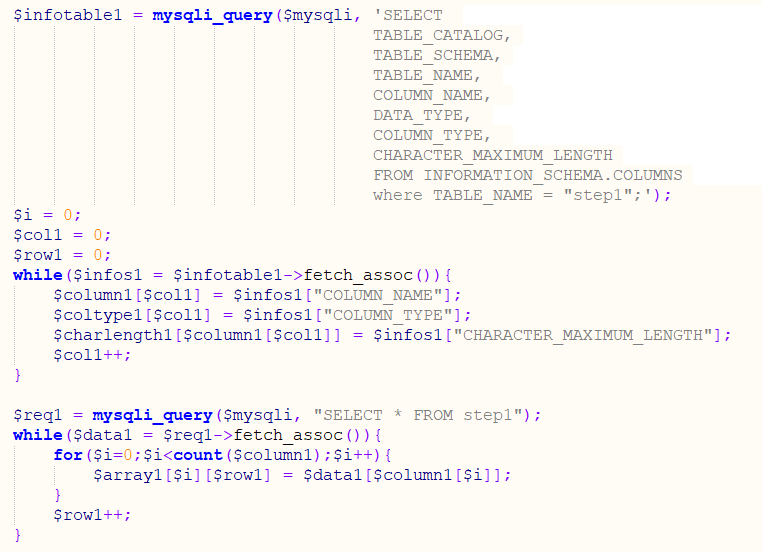 $infotable1 = mysqli_query($mysqli, 'SELECT
TABLE_CATALOG,
TABLE_SCHEMA,
TABLE_NAME,
COLUMN_NAME,
DATA_TYPE,
COLUMN_TYPE,
CHARACTER_MAXIMUM_LENGTH
FROM INFORMATION_SCHEMA.COLUMNS
where TABLE_NAME = "step1";');
$i = 0;
$col1 = 0;
$row1 = 0;
while($infos1 = $infotable1->fetch_assoc()){
$column1[$col1] = $infos1["COLUMN_NAME"];
$coltype1[$col1] = $infos1["COLUMN_TYPE"];
$charlength1[$column1[$col1]] = $infos1["CHARACTER_MAXIMUM_LENGTH"];
$col1++;
}
$req1 = mysqli_query($mysqli, "SELECT * FROM step1");
while($data1 = $req1->fetch_assoc()){
for($i=0;$i<count($column1);$i++){
$array1[$i][$row1] = $data1[$column1[$i]];
}
$row1++;
}